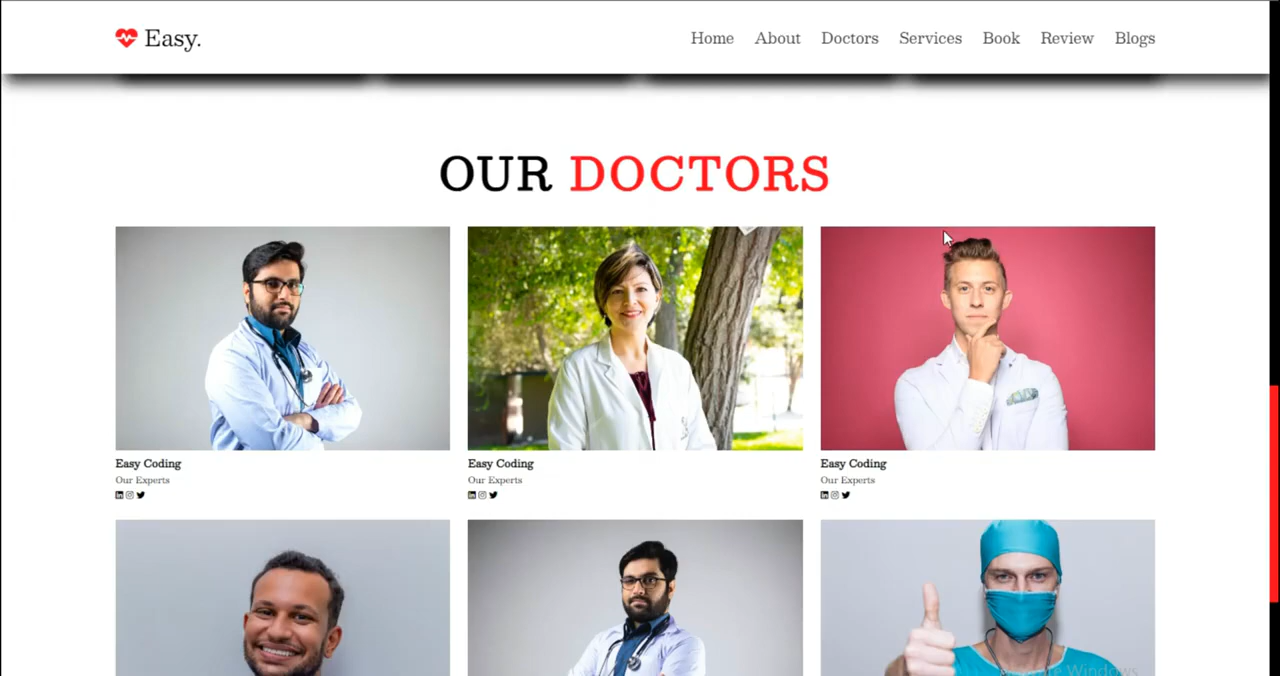 Easy.
Home About Doctors Services Book Review Blogs
OUR DOCTORS
Easy Coding
Our Experts
Easy Coding
Our Experts
Easy Coding
Our Experts
Windows